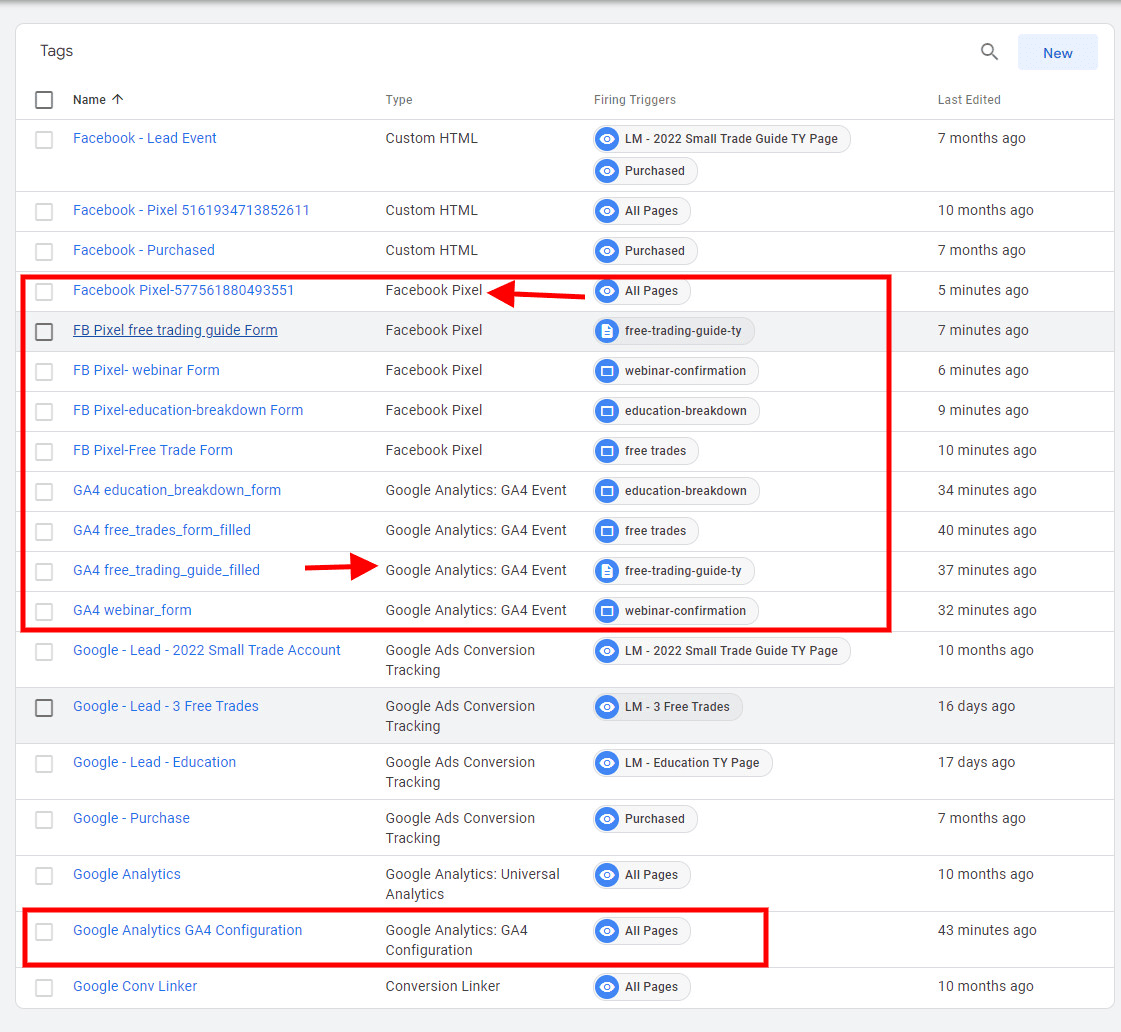 Tags
New
Name Type Firing Triggers Last Edited
Facebook - Lead Event Custom HTML LM - 2022 Small Trade Guide TY Page 7 months ago
Purchased
Facebook - Pixel 5161934713852611 Custom HTML All Pages 10 months ago
Facebook - Purchased Custom HTML Purchased 7 months ago
Facebook Pixel-577561880493551 Facebook Pixel All Pages 5 minutes ago
FB Pixel free trading guide Form Facebook Pixel free-trading-guide-ty 7 minutes ago
FB Pixel- webinar Form Facebook Pixel webinar-confirmation 6 minutes ago
FB Pixel-education-breakdown Form Facebook Pixel education-breakdown 9 minutes ago
FB Pixel-Free Trade Form Facebook Pixel free trades 10 minutes ago
GA4 education_breakdown_form Google Analytics: GA4 Event education-breakdown 34 minutes ago
GA4 free_trades_form_filled Google Analytics: GA4 Event free trades 40 minutes ago
GA4 free_trading_guide_filled Google Analytics: GA4 Event free-trading-guide-ty 37 minutes ago
GA4 webinar_form Google Analytics: GA4 Event webinar-confirmation 32 minutes ago
Google - Lead - 2022 Small Trade Account Google Ads Conversion LM - 2022 Small Trade Guide TY Page 10 months ago
Tracking
Google - Lead - 3 Free Trades Google Ads Conversion LM - 3 Free Trades 16 days ago
Tracking
Google - Lead - Education Google Ads Conversion LM - Education TY Page 17 days ago
Tracking
Google - Purchase Google Ads Conversion Purchased 7 months ago
Tracking
Google Analytics Google Analytics: Universal All Pages 10 months ago
Analytics
Google Analytics GA4 Configuration Google Analytics: GA4 All Pages 43 minutes ago
Configuration
Google Conv Linker Conversion Linker All Pages 10 months ago